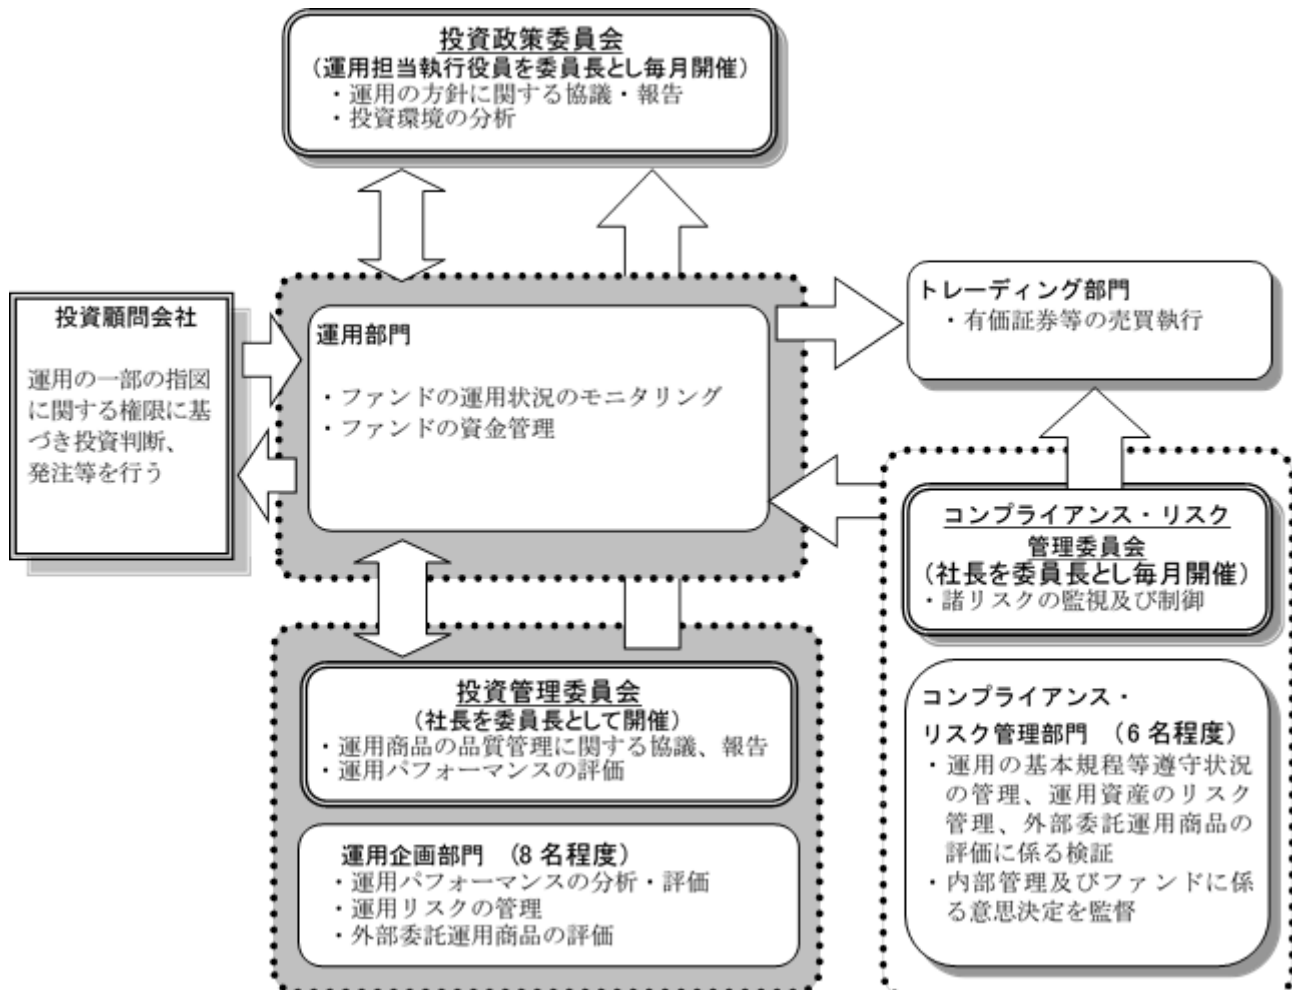 投資政策委員会
（運用担当執行役員を委員長とし毎月開催）
・運用の方針に関する協議・報告
・投資環境の分析
投資顧問会社
運用の一部の指図
に関する権限に基
づき投資判断、
発注等を行う
運用部門
・ファンドの運用状況のモニタリング
・ファンドの資金管理
トレーディング部門
・有価証券等の売買執行
コンプライアンス・リスク
管理委員会
（社長を委員長とし毎月開催）
・諸リスクの監視及び制御
コンプライアンス・
リスク管理部門　（6 名程度）
・運用の基本規程等遵守状況
の管理、運用資産のリスク
管理、外部委託運用商品の
評価に係る検証
・内部管理及びファンドに係
る意思決定を監督
投資管理委員会
（社長を委員長として開催）
・運用商品の品質管理に関する協議、報告
・運用パフォーマンスの評価
運用企画部門　（8 名程度）
・運用パフォーマンスの分析・評価
・運用リスクの管理
・外部委託運用商品の評価